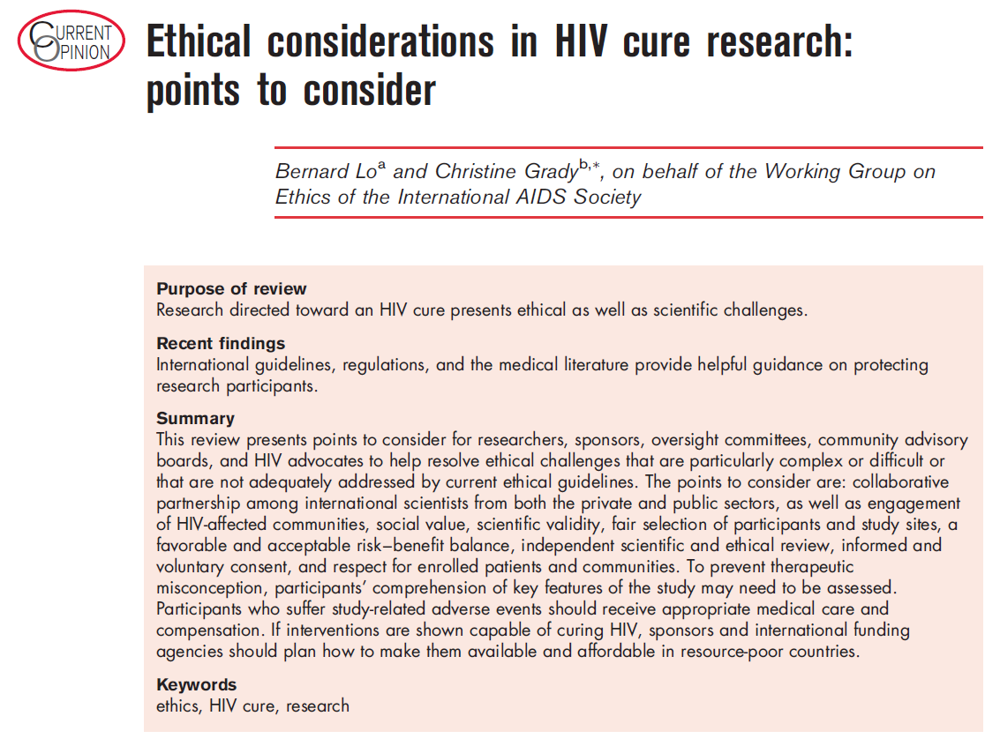 CURRENT
OPINION
Ethical considerations in HIV cure research:
points to consider
Bernard Loa and Christine Gradyb,*, on behalf of the Working Group on
Ethics of the International AIDS Society
Purpose of review
Research directed toward an HIV cure presents ethical as well as scientific challenges.
Recent findings
International guidelines, regulations, and the medical literature provide helpful guidance on protecting
research participants.
Summary
This review presents points to consider for researchers, sponsors, oversight committees, community advisory
boards, and HIV advocates to help resolve ethical challenges that are particularly complex or difficult or
that are not adequately addressed by current ethical guidelines. The points to consider are: collaborative
partnership among international scientists from both the private and public sectors, as well as engagement
of HIV-affected communities, social value, scientific validity, fair selection of participants and study sites, a
favorable and acceptable risk–benefit balance, independent scientific and ethical review, informed and
voluntary consent, and respect for enrolled patients and communities. To prevent therapeutic
misconception, participants’ comprehension of key features of the study may need to be assessed.
Participants who suffer study-related adverse events should receive appropriate medical care and
compensation. If interventions are shown capable of curing HIV, sponsors and international funding
agencies should plan how to make them available and affordable in resource-poor countries.
Keywords
ethics, HIV cure, research